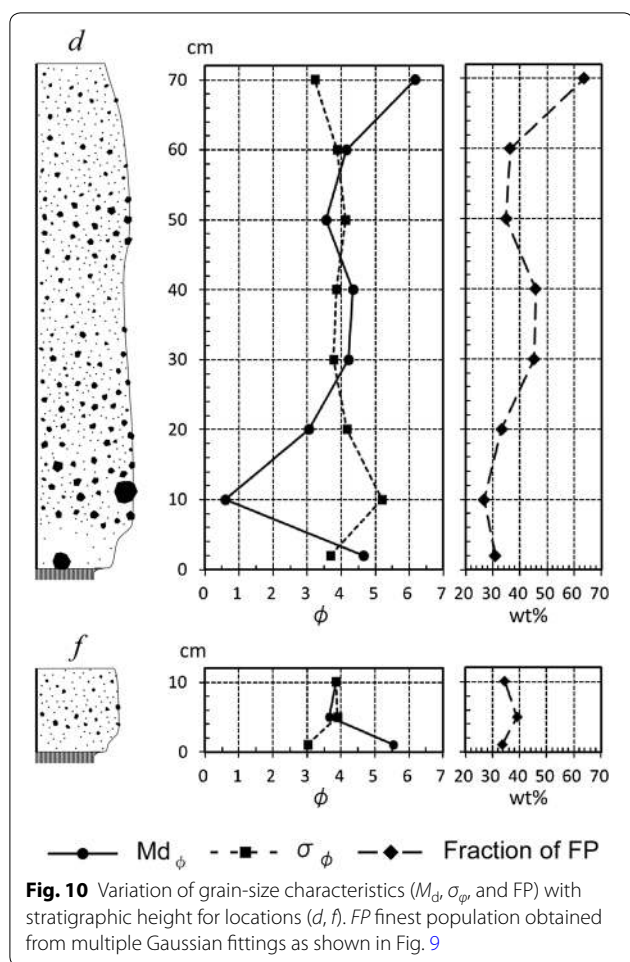 d
cm
70
60
50
40
30
20
10
0
0 1 2 3 4 5 6 7
ϕ
20 30 40 50 60 70
wt%
f
cm
10
0
0 1 2 3 4 5 6 7
ϕ
20 30 40 50 60 70
wt%
Md ϕ σ ϕ Fraction of FP
Fig. 10 Variation of grain-size characteristics (Md, σφ, and FP) with
stratigraphic height for locations (d, f). FP finest population obtained
from multiple Gaussian fittings as shown in Fig. 9